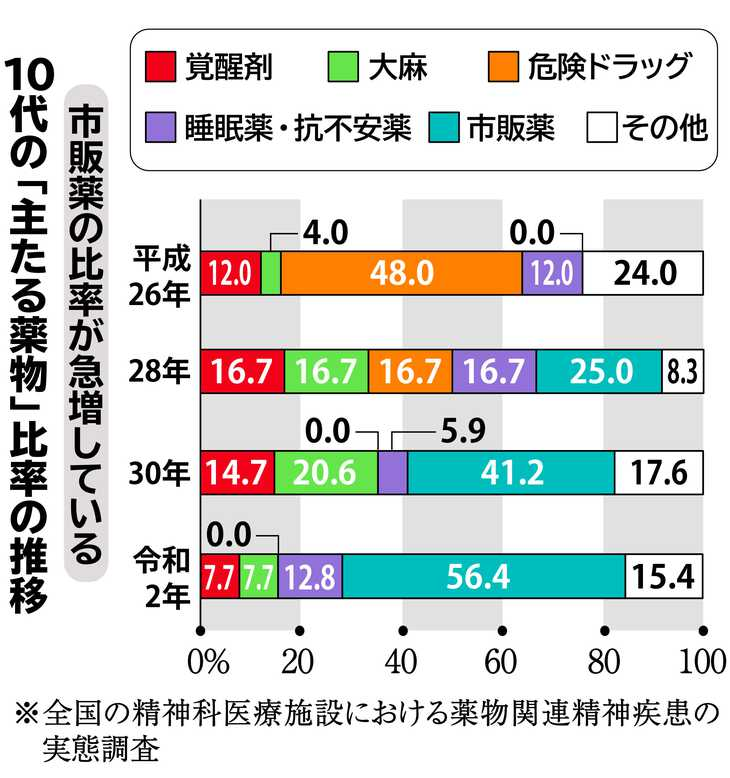 10代の「主たる薬物」比率の推移
市販薬の比率が急増している
覚醒剤 大麻 危険ドラッグ
睡眠薬・抗不安薬 市販薬 その他
4.0 0.0
平成
26年
12.0 48.0 12.0 24.0
28年 16.7 16.7 16.7 16.7 25.0 8.3
0.0 5.9
30年 14.7 20.6 41.2 17.6
0.0
令和
2年
7.7 7.7 12.8 56.4 15.4
0% 20 40 60 80 100
※全国の精神科医療施設における薬物関連精神疾患の
実態調査